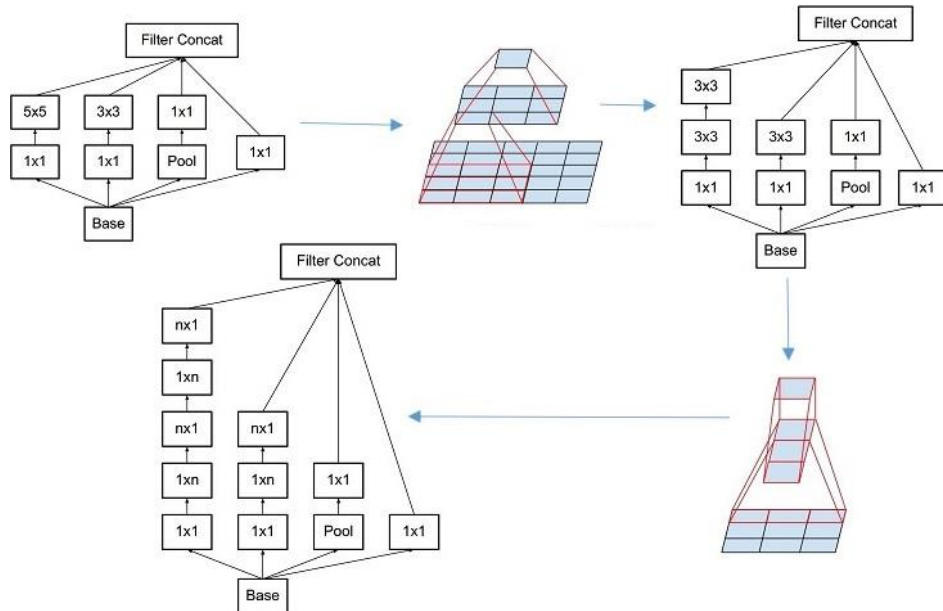 Filter Concat
5x5 3x3 1x1
1x1 1x1 Pool 1x1
Base
Filter Concat
3x3
3x3 3x3 1x1
1x1 1x1 Pool 1x1
Base
Filter Concat
nx1
1xn
nx1 nx1
1xn 1xn 1x1
1x1 1x1 Pool 1x1
Base